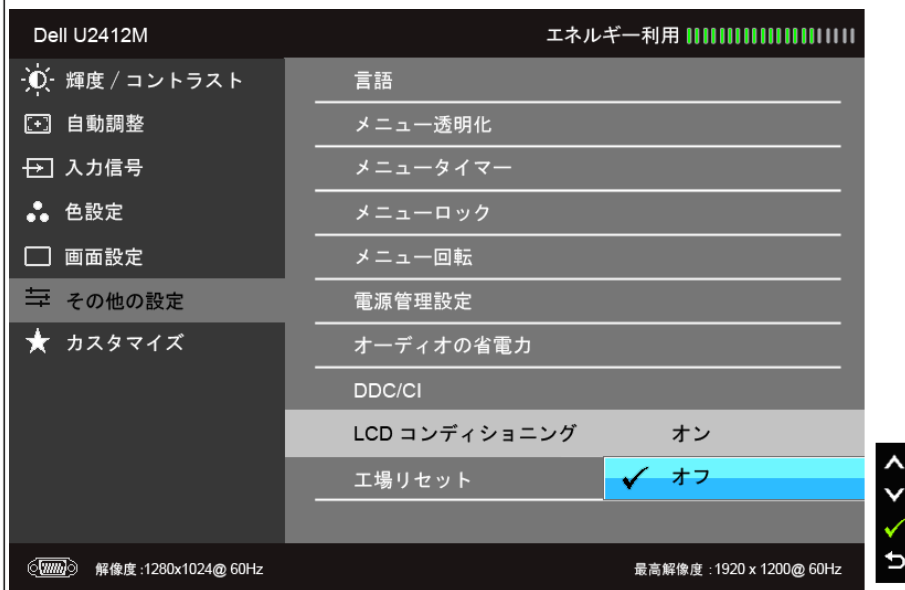 Dell U2412M
エネルギー利用
輝度 / コントラスト
自動調整
入力信号
色設定
画面設定
その他の設定
カスタマイズ
言語
メニュー透明化
メニュータイマー
メニューロック
メニュー回転
電源管理設定
オーディオの省電力
DDC/CI
LCD コンディショニング オン
工場リセット オフ
解像度 :1280x1024@ 60Hz
最高解像度 : 1920 x 1200@ 60Hz